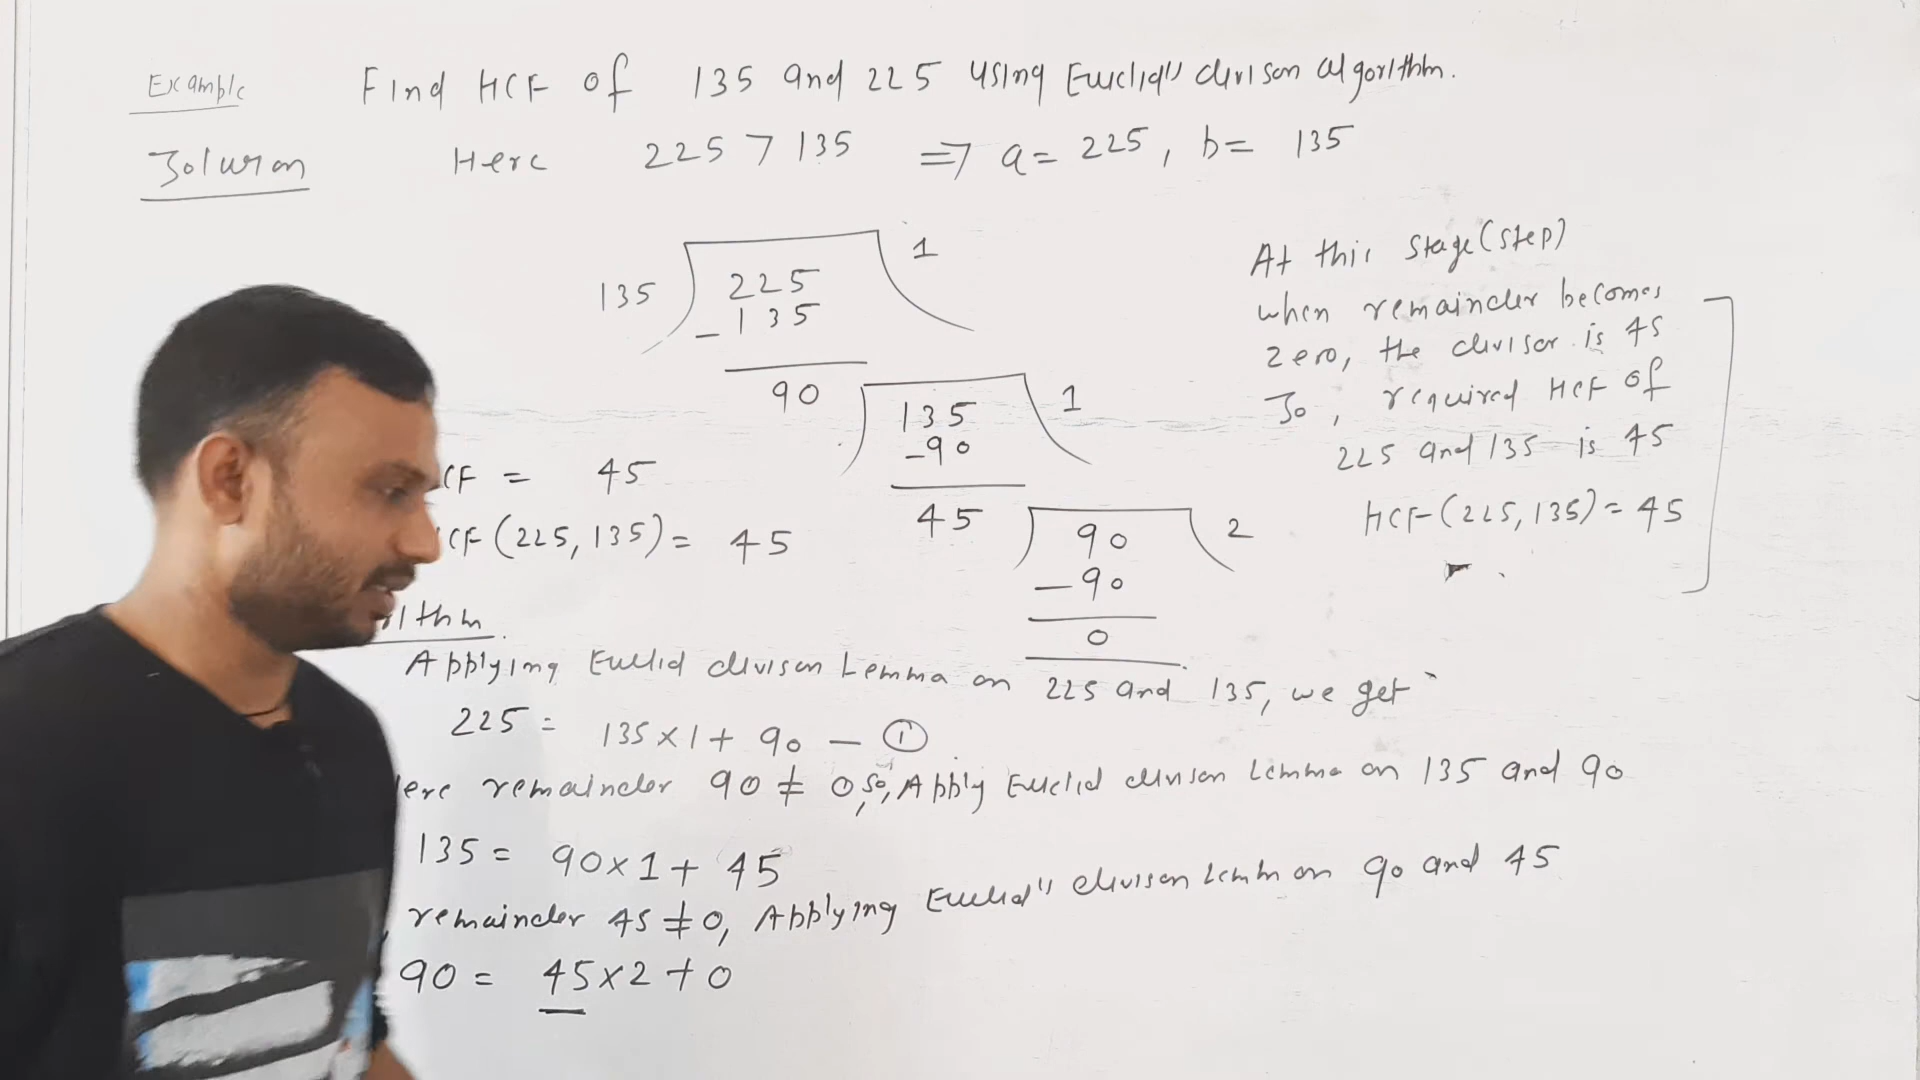 Example Find HCF of 135 and 225 using Euclid's divison algorithm.
Solution Here 225 > 135 ⇒ a = 225, b = 135
135 225 1
- 135
90 135 1
- 90
45 90 2
- 90
0
At this stage (step)
when remainder becomes
zero, the divisor is 45
So, required HCF of
225 and 135 is 45
HCF (225, 135) = 45
CF = 45
CF (225, 135) = 45
ithm
Applying Euclid divison Lemma on 225 and 135, we get
225 = 135 x 1 + 90 — ①
ere remainder 90 ≠ 0, so, Apply Euclid divison Lemma on 135 and 90
135 = 90 x 1 + 45
remainder 45 ≠ 0, Applying Euclid's divison Lemma on 90 and 45
90 = 45 x 2 + 0